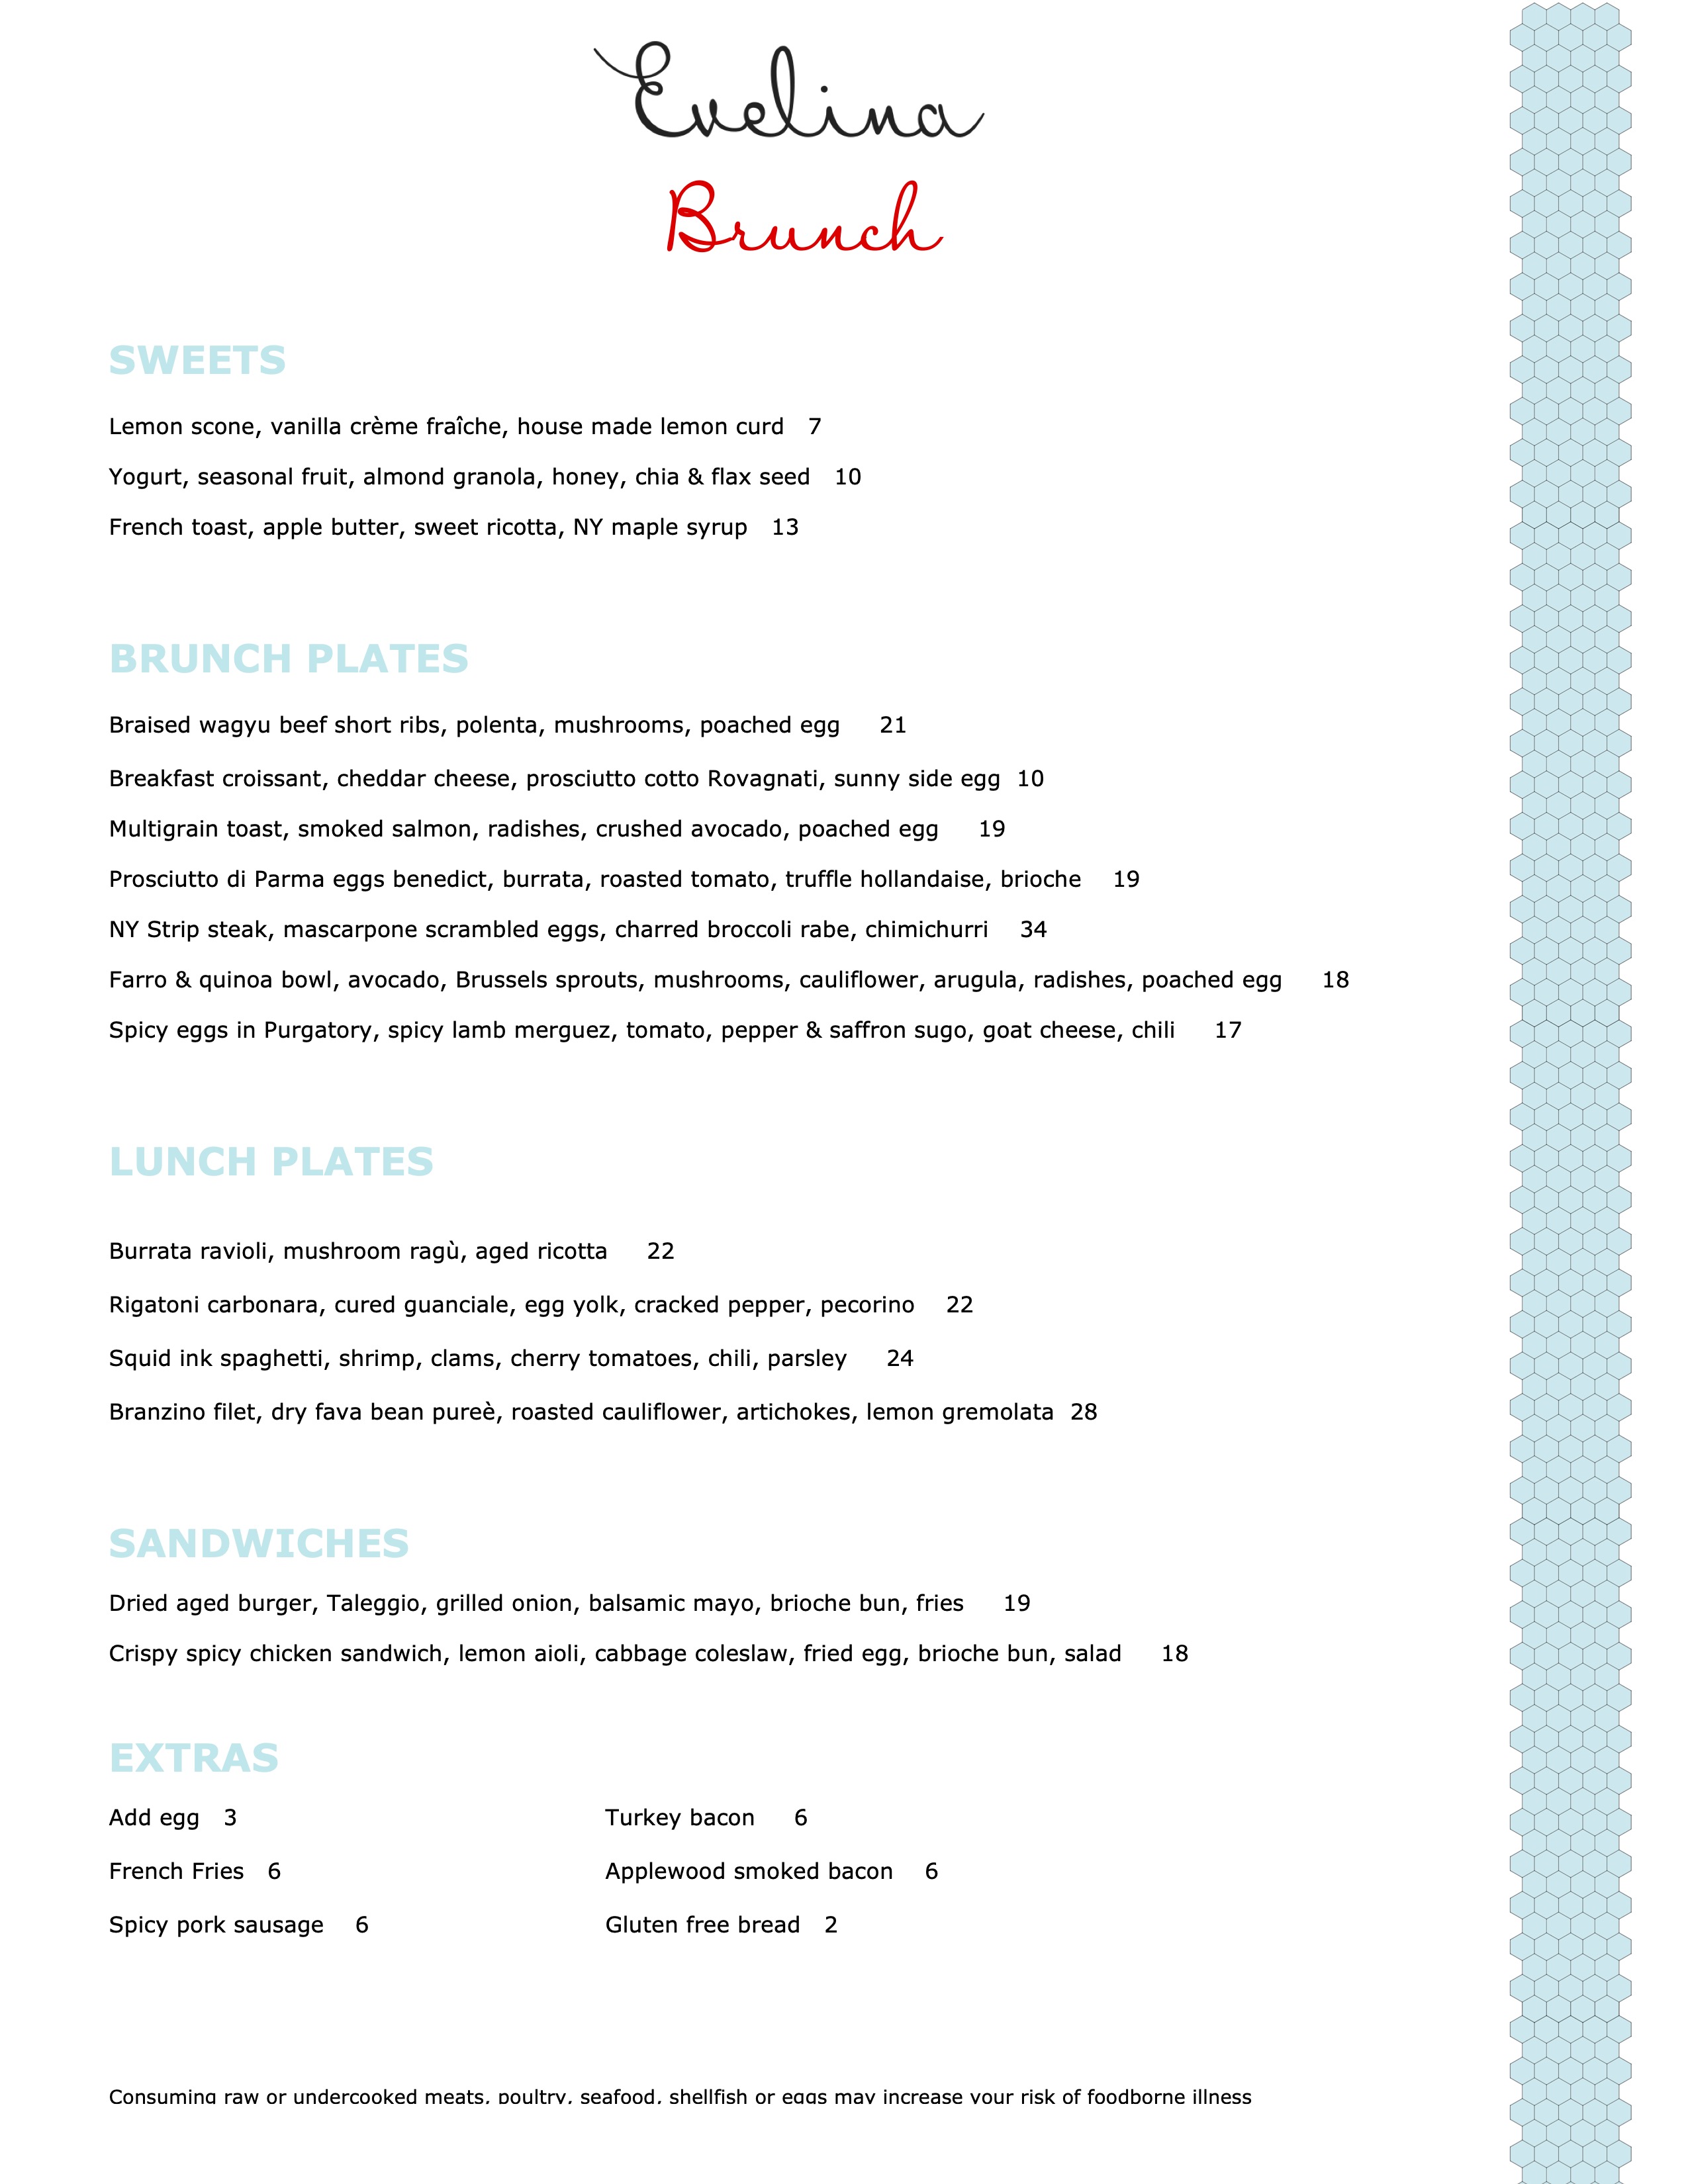 Evelina
Brunch
SWEETS
Lemon scone, vanilla crème fraîche, house made lemon curd 7
Yogurt, seasonal fruit, almond granola, honey, chia & flax seed 10
French toast, apple butter, sweet ricotta, NY maple syrup 13
BRUNCH PLATES
Braised wagyu beef short ribs, polenta, mushrooms, poached egg 21
Breakfast croissant, cheddar cheese, prosciutto cotto Rovagnati, sunny side egg 10
Multigrain toast, smoked salmon, radishes, crushed avocado, poached egg 19
Prosciutto di Parma eggs benedict, burrata, roasted tomato, truffle hollandaise, brioche 19
NY Strip steak, mascarpone scrambled eggs, charred broccoli rabe, chimichurri 34
Farro & quinoa bowl, avocado, Brussels sprouts, mushrooms, cauliflower, arugula, radishes, poached egg 18
Spicy eggs in Purgatory, spicy lamb merguez, tomato, pepper & saffron sugo, goat cheese, chili 17
LUNCH PLATES
Burrata ravioli, mushroom ragù, aged ricotta 22
Rigatoni carbonara, cured guanciale, egg yolk, cracked pepper, pecorino 22
Squid ink spaghetti, shrimp, clams, cherry tomatoes, chili, parsley 24
Branzino filet, dry fava bean pureè, roasted cauliflower, artichokes, lemon gremolata 28
SANDWICHES
Dried aged burger, Taleggio, grilled onion, balsamic mayo, brioche bun, fries 19
Crispy spicy chicken sandwich, lemon aioli, cabbage coleslaw, fried egg, brioche bun, salad 18
EXTRAS
Add egg 3
French Fries 6
Spicy pork sausage 6
Turkey bacon 6
Applewood smoked bacon 6
Gluten free bread 2
Consuming raw or undercooked meats, poultry, seafood, shellfish or eggs may increase your risk of foodborne illness